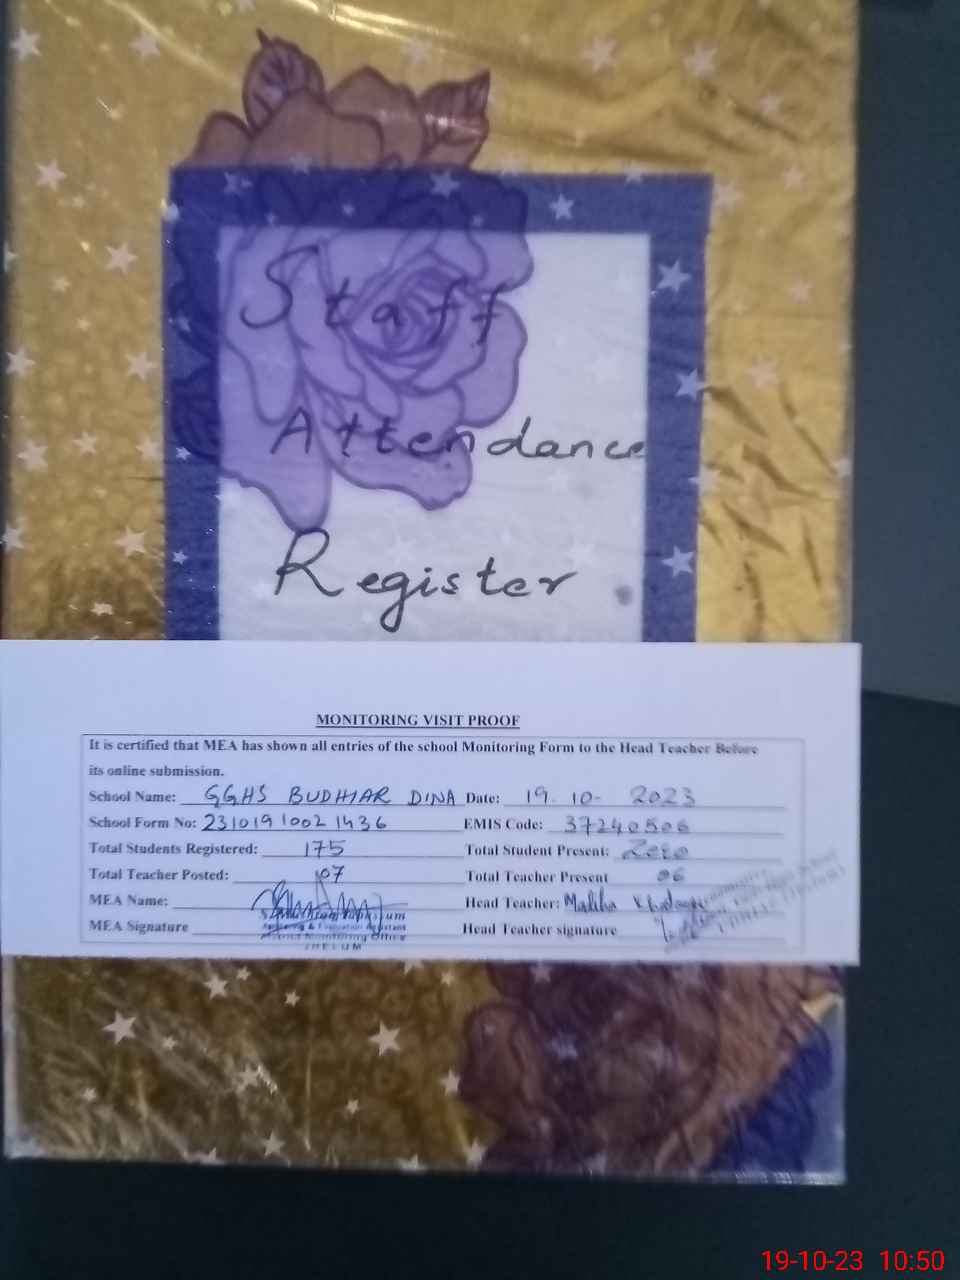 Staff
Attendance
Register
MONITORING VISIT PROOF
It is certified that MEA has shown all entries of the school Monitoring Form to the Head Teacher Before
its online submission.
School Name: GGHS BUDHIAR DINA Date: 19-10-2023
School Form No: 2310191002 1436 EMIS Code: 37240506
Total Students Registered: 175 Total Student Present: Zero
Total Teacher Posted: 07 Total Teacher Present 06
MEA Name: Head Teacher: Maliha
MEA Signature Head Teacher signature
Monitoring & Evaluation Assistant
District Monitoring Office
JHELUM
19-10-23 10:50